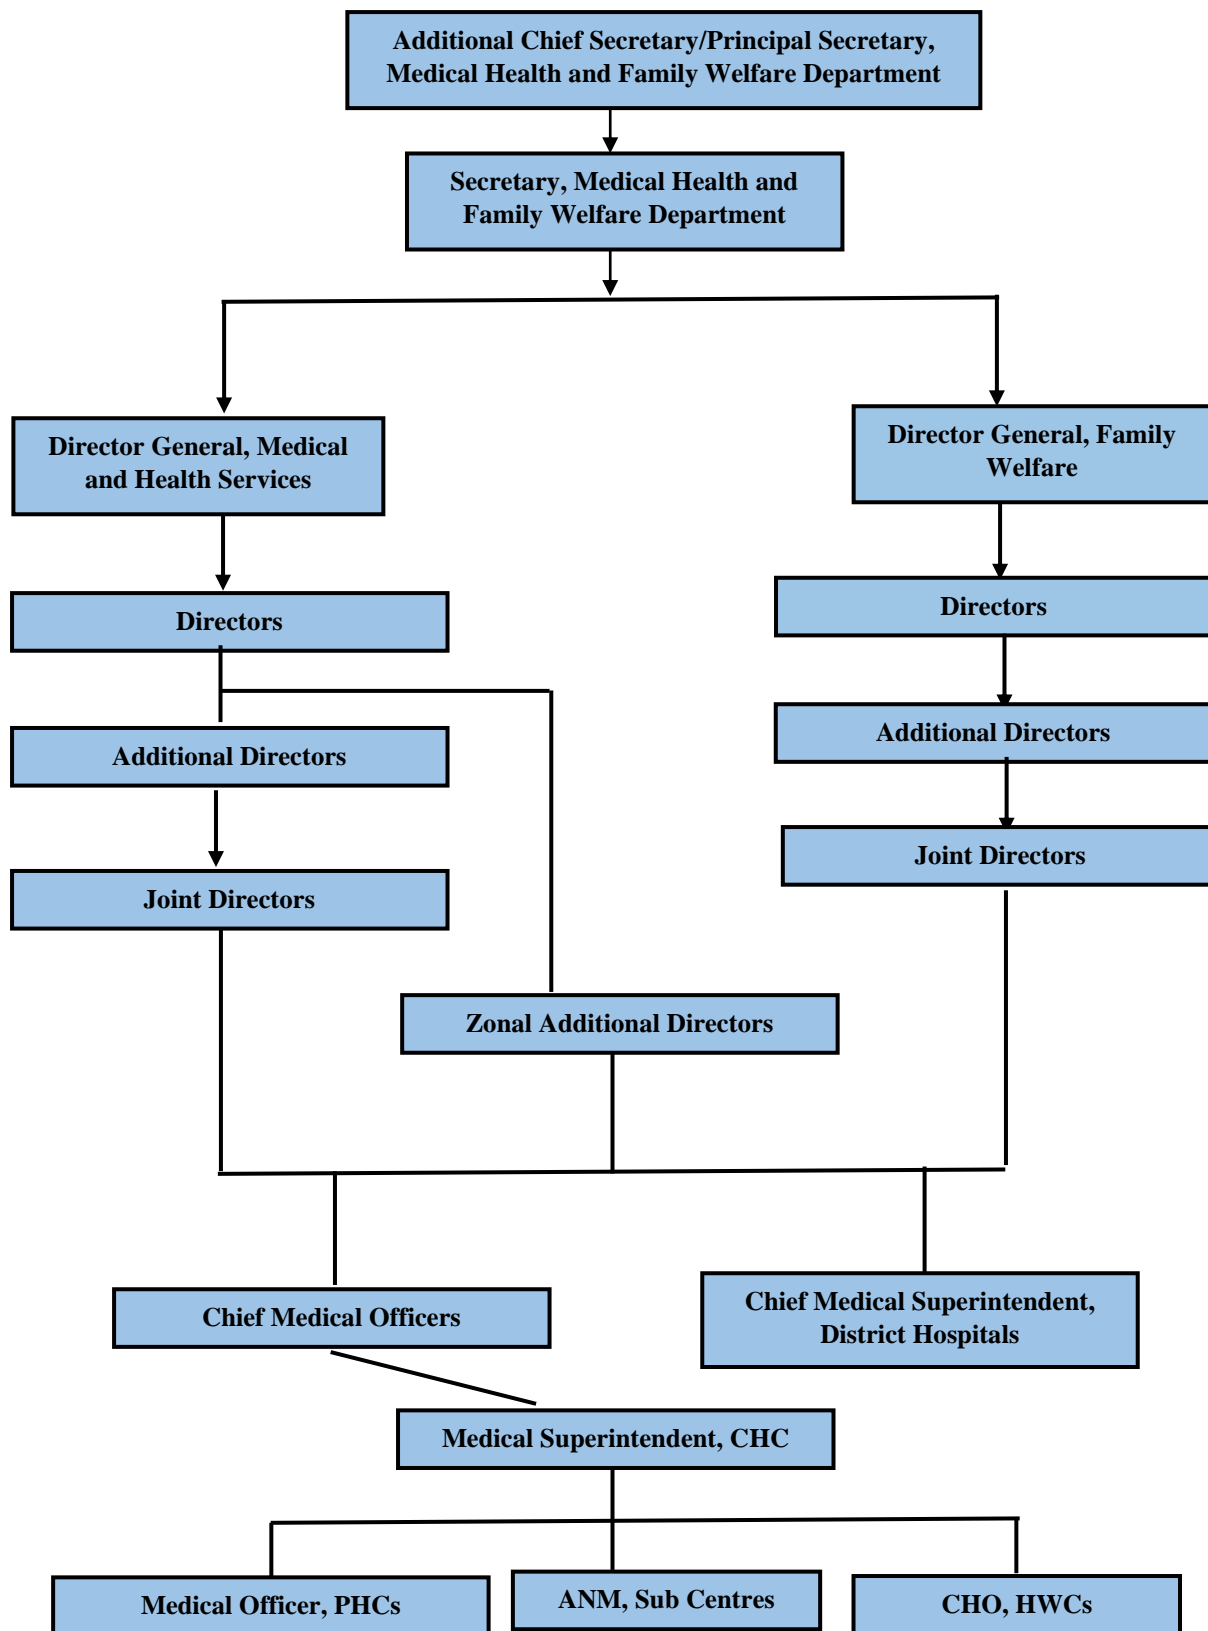 Additional Chief Secretary/Principal Secretary,
Medical Health and Family Welfare Department
Secretary, Medical Health and
Family Welfare Department
Director General, Medical
and Health Services
Director General, Family
Welfare
Directors
Directors
Additional Directors
Additional Directors
Joint Directors
Joint Directors
Zonal Additional Directors
Chief Medical Officers
Chief Medical Superintendent,
District Hospitals
Medical Superintendent, CHC
Medical Officer, PHCs
ANM, Sub Centres
CHO, HWCs